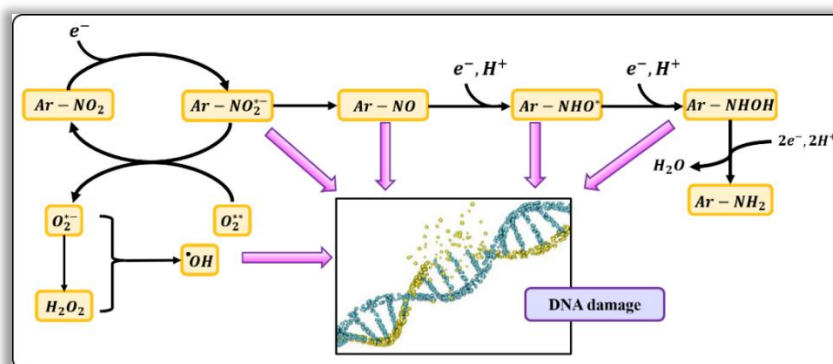 e⁻
e⁻, H⁺
e⁻, H⁺
Ar − NO₂
Ar − NO₂•⁻
Ar − NO
Ar − NHO•
Ar − NHOH
2e⁻, 2H⁺
H₂O
Ar − NH₂
O₂•⁻
O₂••
•OH
H₂O₂
DNA damage